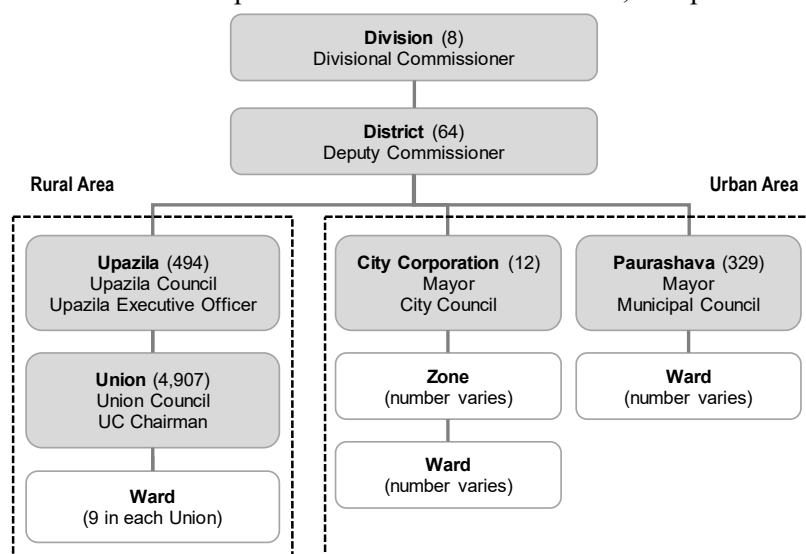 Division (8)
Divisional Commissioner
District (64)
Deputy Commissioner
Rural Area
Urban Area
Upazila (494)
Upazila Council
Upazila Executive Officer
City Corporation (12)
Mayor
City Council
Paurashava (329)
Mayor
Municipal Council
Union (4,907)
Union Council
UC Chairman
Zone
(number varies)
Ward
(number varies)
Ward
(number varies)
Ward
(9 in each Union)